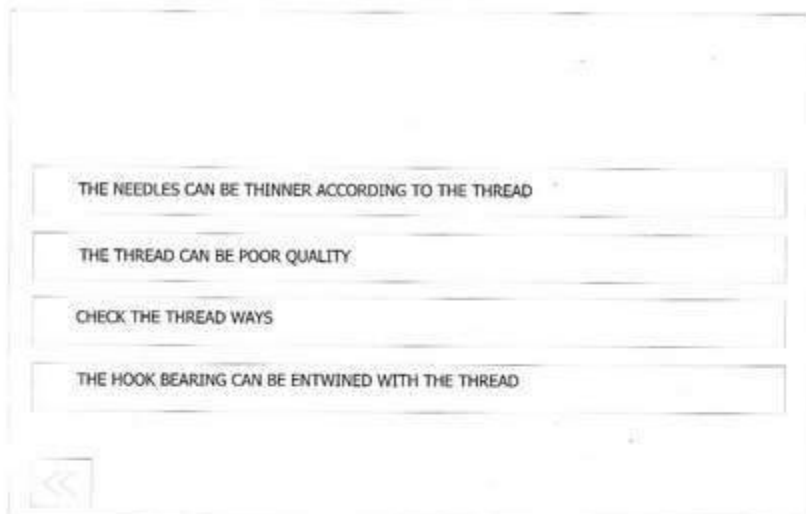 THE NEEDLES CAN BE THINNER ACCORDING TO THE THREAD
THE THREAD CAN BE POOR QUALITY
CHECK THE THREAD WAYS
THE HOOK BEARING CAN BE ENTWINED WITH THE THREAD